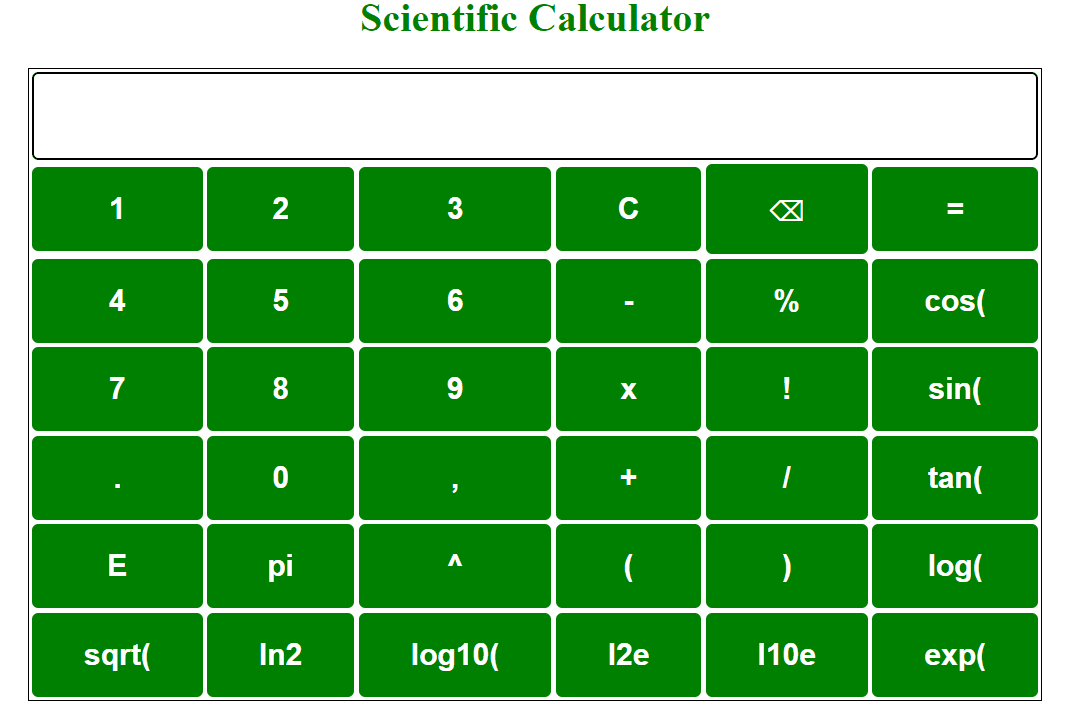 Scientific Calculator
1 2 3 C ⌫ =
4 5 6 - % cos(
7 8 9 x ! sin(
. 0 , + / tan(
E pi ^ ( ) log(
sqrt( ln2 log10( l2e l10e exp(